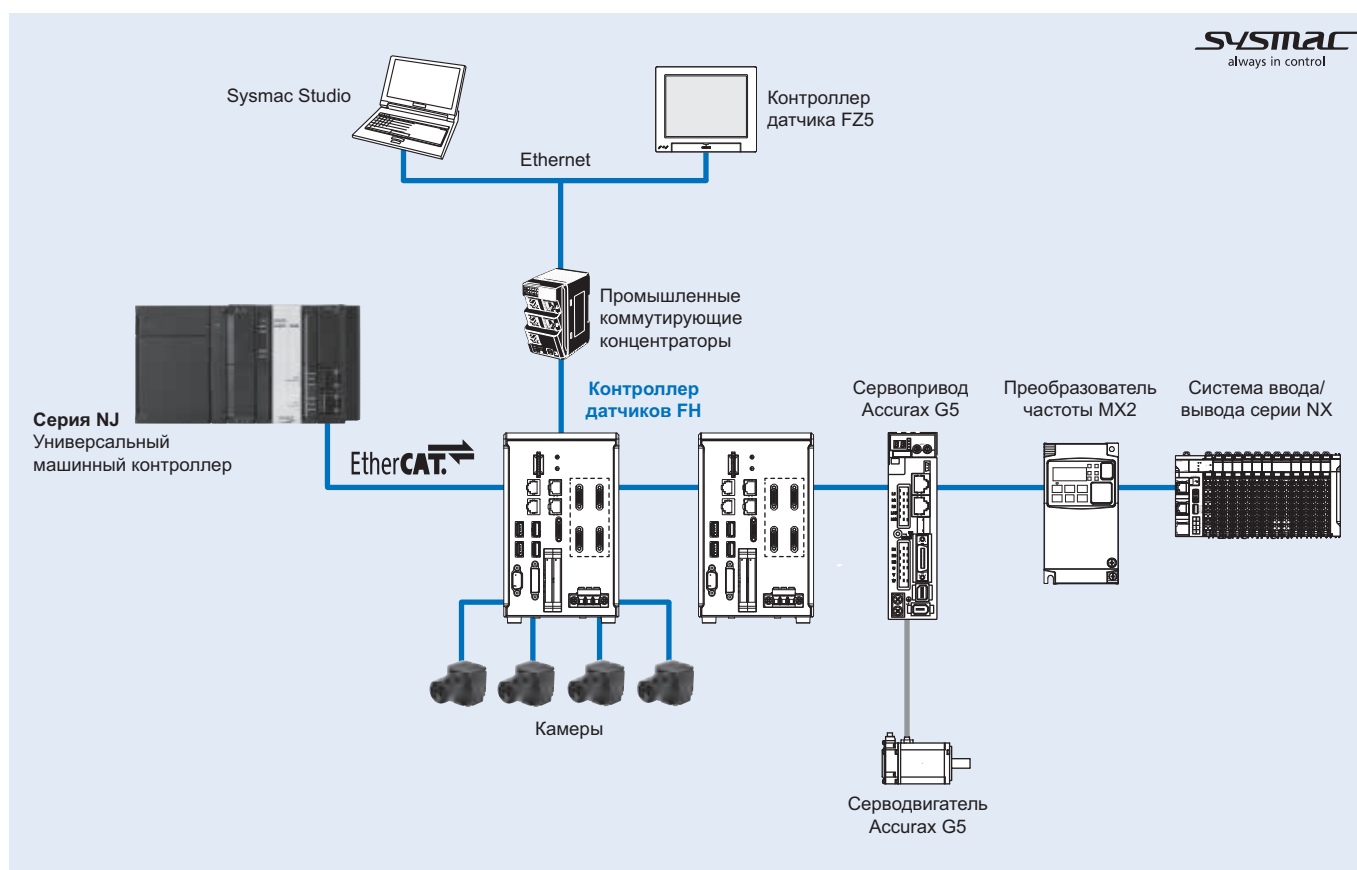 sysmac
always in control
Sysmac Studio
Контроллер
датчика FZ5
Ethernet
Промышленные
коммутирующие
концентраторы
Контроллер
датчиков FH
Серия NJ
Универсальный
машинный контроллер
EtherCAT.
Сервопривод
Accurax G5
Преобразователь
частоты MX2
Система ввода/
вывода серии NX
Камеры
Серводвигатель
Accurax G5